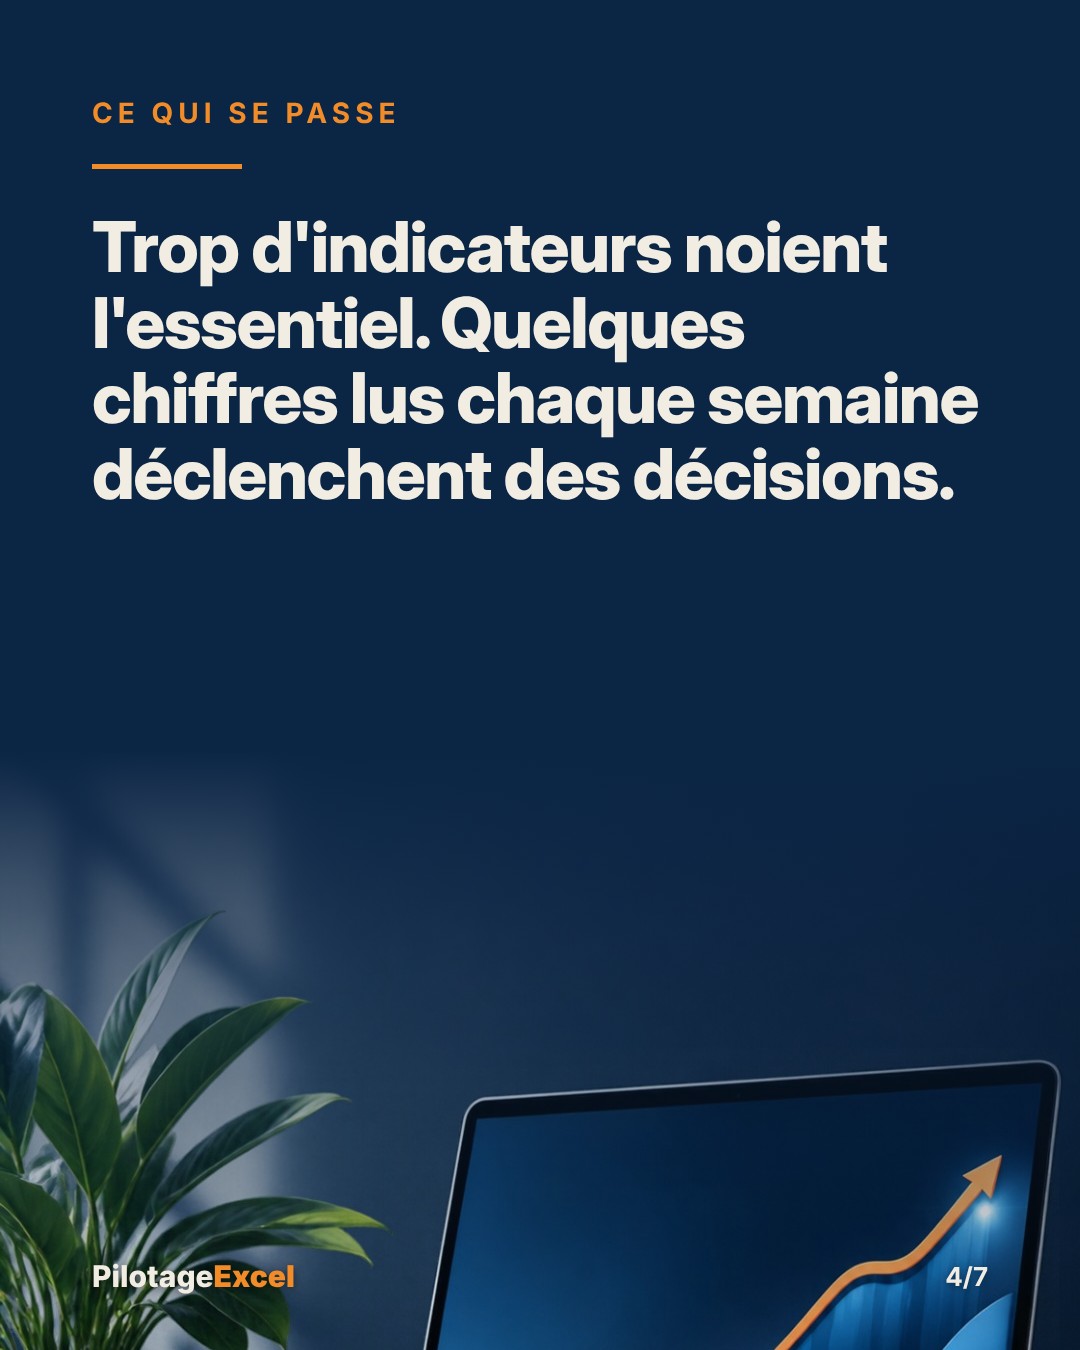 CE QUI SE PASSE
Trop d'indicateurs noient
l'essentiel. Quelques
chiffres lus chaque semaine
déclenchent des décisions.
PilotageExcel
4/7